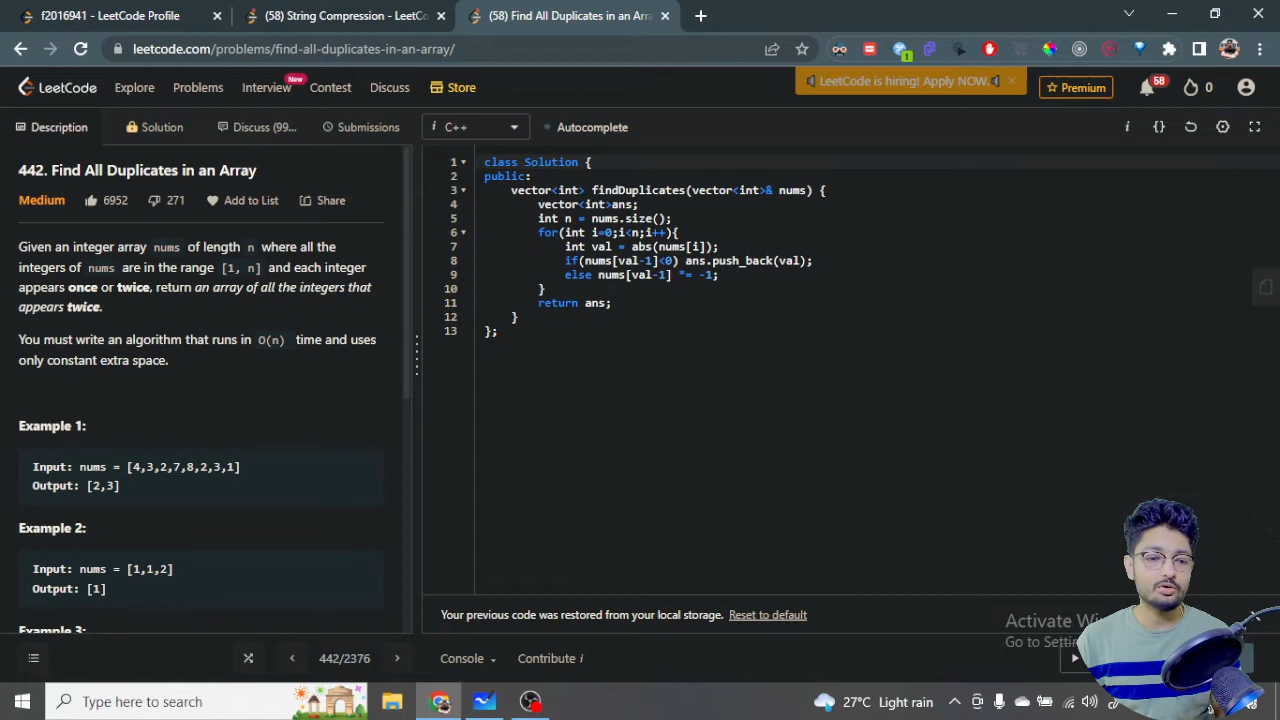 f2016941 - LeetCode Profile
(58) String Compression - LeetCo
(58) Find All Duplicates in an Arra
leetcode.com/problems/find-all-duplicates-in-an-array/
1
LeetCode
Explore
Problems
Interview
New
Contest
Discuss
Store
LeetCode is hiring! Apply NOW.
Premium
58
0
Description
Solution
Discuss (99...
Submissions
i C++
Autocomplete
442. Find All Duplicates in an Array
Medium
6952
271
Add to List
Share
Given an integer array nums of length n where all the
integers of nums are in the range [1, n] and each integer
appears once or twice, return an array of all the integers that
appears twice.
You must write an algorithm that runs in O(n) time and uses
only constant extra space.
Example 1:
Input: nums = [4,3,2,7,8,2,3,1]
Output: [2,3]
Example 2:
Input: nums = [1,1,2]
Output: [1]
Example 3:
1 class Solution {
2 public:
3 vector<int> findDuplicates(vector<int>& nums) {
4 vector<int>ans;
5 int n = nums.size();
6 for(int i=0;i<n;i++){
7 int val = abs(nums[i]);
8 if(nums[val-1]<0) ans.push_back(val);
9 else nums[val-1] *= -1;
10 }
11 return ans;
12 }
13 };
Your previous code was restored from your local storage. Reset to default
Activate
Go to
442/2376
Console
Contribute i
Type here to search
27°C Light rain